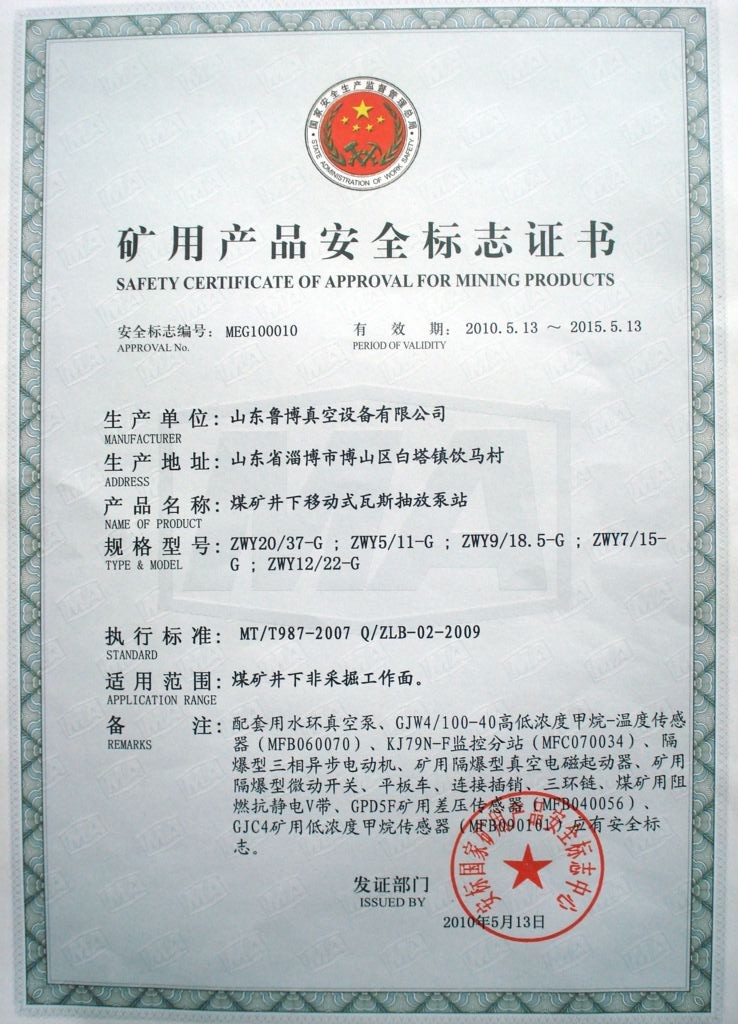 国家安全生产监督管理总局
STATE ADMINISTRATION OF WORK SAFETY
矿用产品安全标志证书
SAFETY CERTIFICATE OF APPROVAL FOR MINING PRODUCTS
安全标志编号: MEG100010 有效期: 2010.5.13 ~ 2015.5.13
APPROVAL No. PERIOD OF VALIDITY
生产单位: 山东鲁博真空设备有限公司
MANUFACTURER
生产地址: 山东省淄博市博山区白塔镇饮马村
ADDRESS
产品名称: 煤矿井下移动式瓦斯抽放泵站
NAME OF PRODUCT
规格型号: ZWY20/37-G ; ZWY5/11-G ; ZWY9/18.5-G ; ZWY7/15-
TYPE & MODEL G ; ZWY12/22-G
MA
执行标准: MT/T987-2007 Q/ZLB-02-2009
STANDARD
适用范围: 煤矿井下非采掘工作面。
APPLICATION RANGE
备注: 配套用水环真空泵、GJW4/100-40高低浓度甲烷-温度传感
REMARKS 器(MFB060070)、KJ79N-F监控分站(MFC070034)、隔
爆型三相异步电动机、矿用隔爆型真空电磁起动器、矿用
隔爆型微动开关、平板车、连接插销、三环链、煤矿用阻
燃抗静电V带、GPD5F矿用差压传感器(MFB040056)、
GJC4矿用低浓度甲烷传感器(MFB090101)应有安全标
志。
安标国家矿用产品安全标志中心
发证部门
ISSUED BY
2010年5月13日